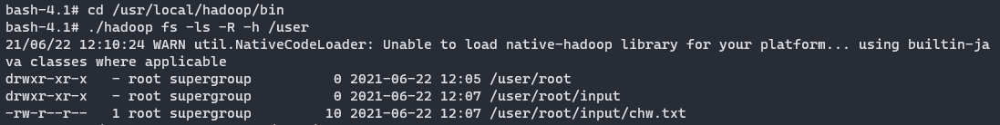 bash-4.1# cd /usr/local/hadoop/bin
bash-4.1# ./hadoop fs -ls -R -h /user
21/06/22 12:10:24 WARN util.NativeCodeLoader: Unable to load native-hadoop library for your platform... using builtin-ja
va classes where applicable
drwxr-xr-x   - root supergroup          0 2021-06-22 12:05 /user/root
drwxr-xr-x   - root supergroup          0 2021-06-22 12:07 /user/root/input
-rw-r--r--   1 root supergroup         10 2021-06-22 12:07 /user/root/input/chw.txt